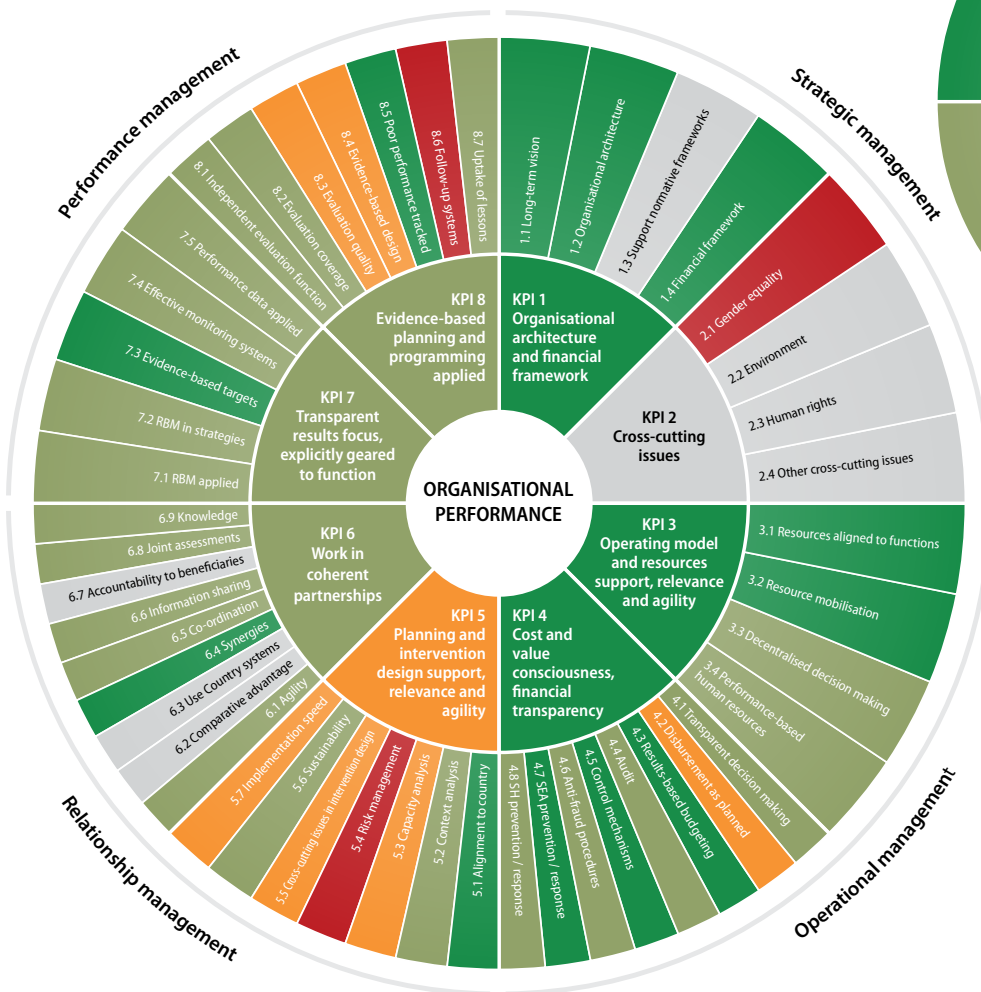 Performance management
Strategic management
Operational management
Relationship management
ORGANISATIONAL
PERFORMANCE
KPI 1
Organisational
architecture
and financial
framework
1.1 Long-term vision
1.2 Organisational architecture
1.3 Support normative frameworks
1.4 Financial framework
KPI 2
Cross-cutting
issues
2.1 Gender equality
2.2 Environment
2.3 Human rights
2.4 Other cross-cutting issues
KPI 3
Operating model
and resources
support, relevance
and agility
3.1 Resources aligned to functions
3.2 Resource mobilisation
3.3 Decentralised decision making
3.4 Performance-based
human resources
KPI 4
Cost and
value
consciousness,
financial
transparency
4.1 Transparent decision making
4.2 Disbursement as planned
4.3 Results-based budgeting
4.4 Audit
4.5 Control mechanisms
4.6 Anti-fraud procedures
4.7 SEA prevention / response
4.8 SH prevention / response
KPI 5
Planning and
intervention
design support,
relevance and
agility
5.1 Alignment to country
5.2 Context analysis
5.3 Capacity analysis
5.4 Risk management
5.5 Cross-cutting issues in intervention design
5.6 Sustainability
5.7 Implementation speed
KPI 6
Work in
coherent
partnerships
6.1 Agility
6.2 Comparative advantage
6.3 Use Country systems
6.4 Synergies
6.5 Co-ordination
6.6 Information sharing
6.7 Accountability to beneficiaries
6.8 Joint assessments
6.9 Knowledge
KPI 7
Transparent
results focus,
explicitly geared
to function
7.1 RBM applied
7.2 RBM in strategies
7.3 Evidence-based targets
7.4 Effective monitoring systems
7.5 Performance data applied
KPI 8
Evidence-based
planning and
programming
applied
8.1 Independent evaluation function
8.2 Evaluation coverage
8.3 Evaluation quality
8.4 Evidence-based design
8.5 Poor performance tracked
8.6 Follow-up systems
8.7 Uptake of lessons